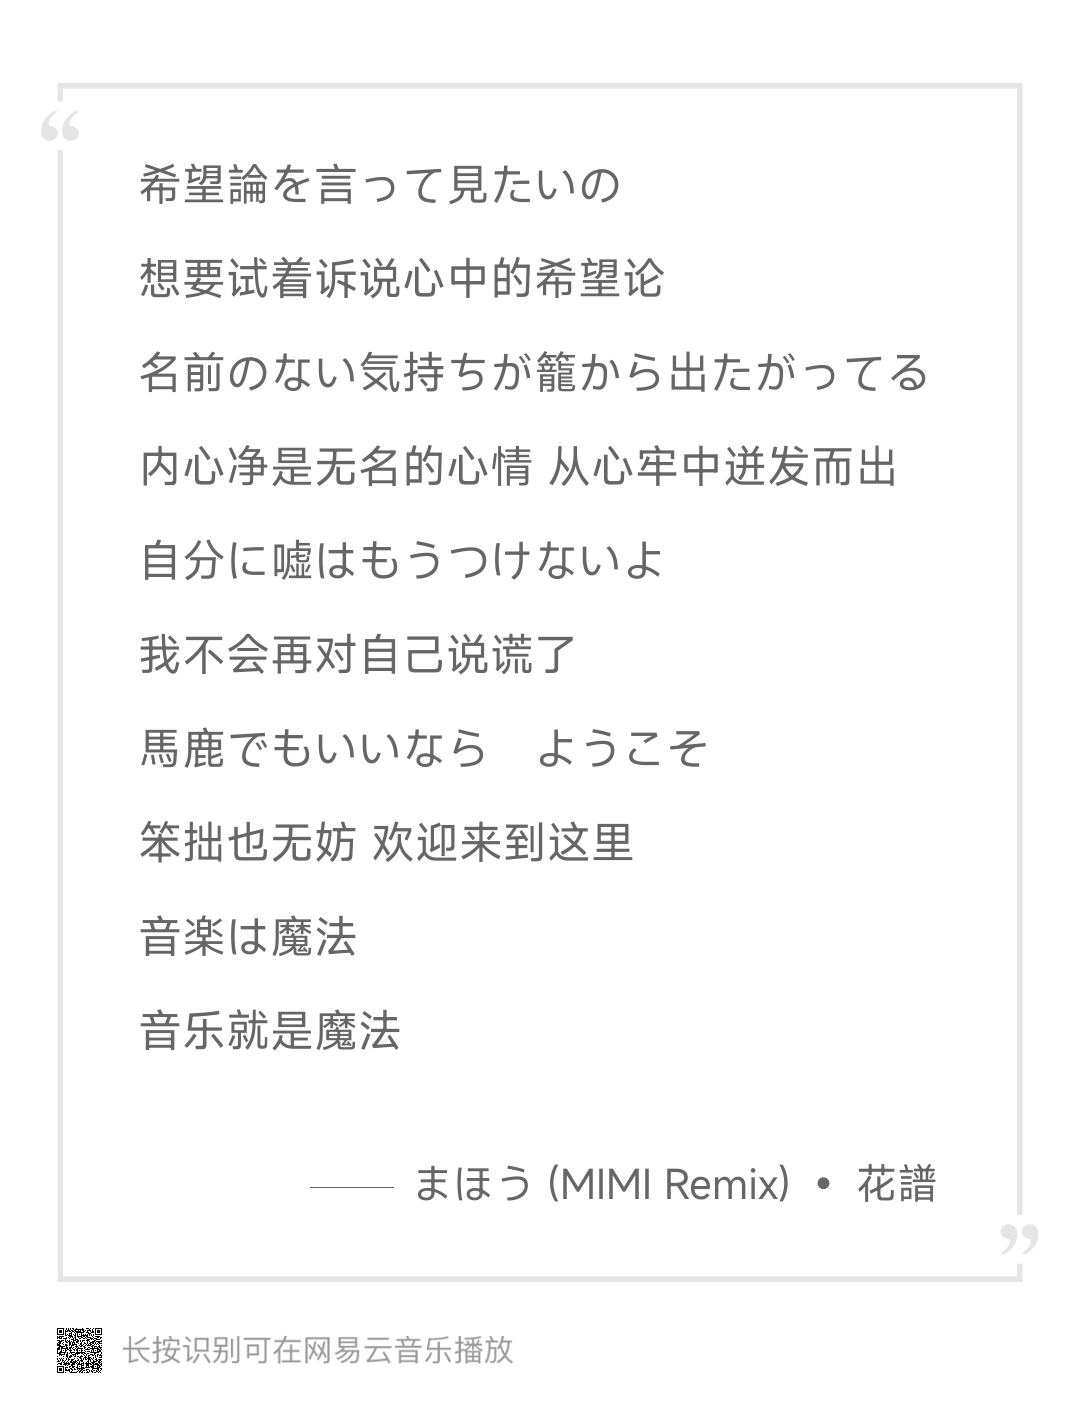 “
希望論を言って見たいの
想要试着诉说心中的希望论
名前のない気持ちが籠から出たがってる
内心净是无名的心情 从心牢中迸发而出
自分に嘘はもうつけないよ
我不会再对自己说谎了
馬鹿でもいいなら　ようこそ
笨拙也无妨 欢迎来到这里
音楽は魔法
音乐就是魔法
—— まほう (MIMI Remix) • 花譜
”
长按识别可在网易云音乐播放